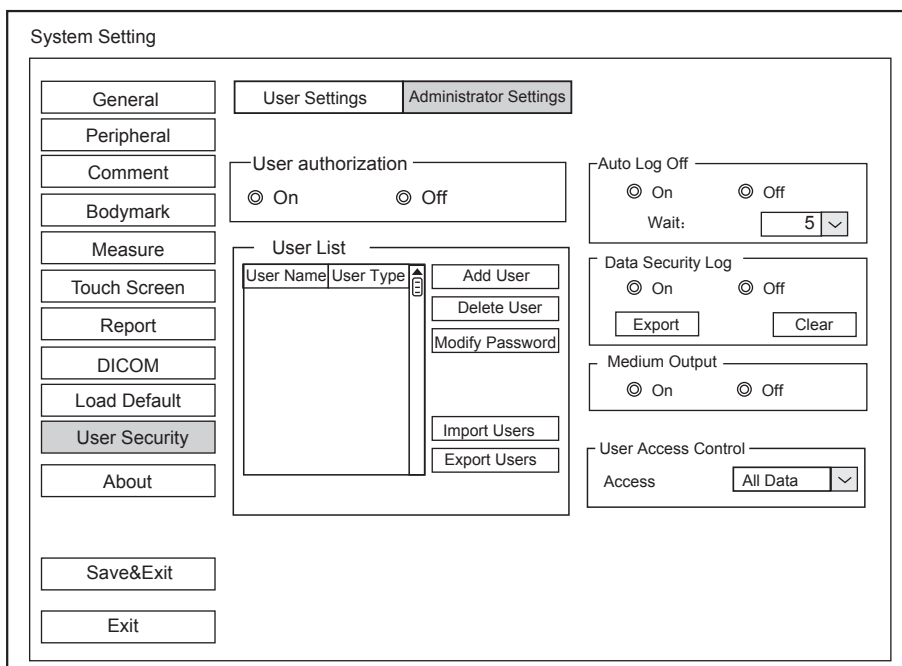 System Setting
General
Peripheral
Comment
Bodymark
Measure
Touch Screen
Report
DICOM
Load Default
User Security
About
Save&Exit
Exit
User Settings
Administrator Settings
User authorization
On
Off
User List
User Name
User Type
Add User
Delete User
Modify Password
Import Users
Export Users
Auto Log Off
On
Off
Wait:
5
Data Security Log
On
Off
Export
Clear
Medium Output
On
Off
User Access Control
Access
All Data